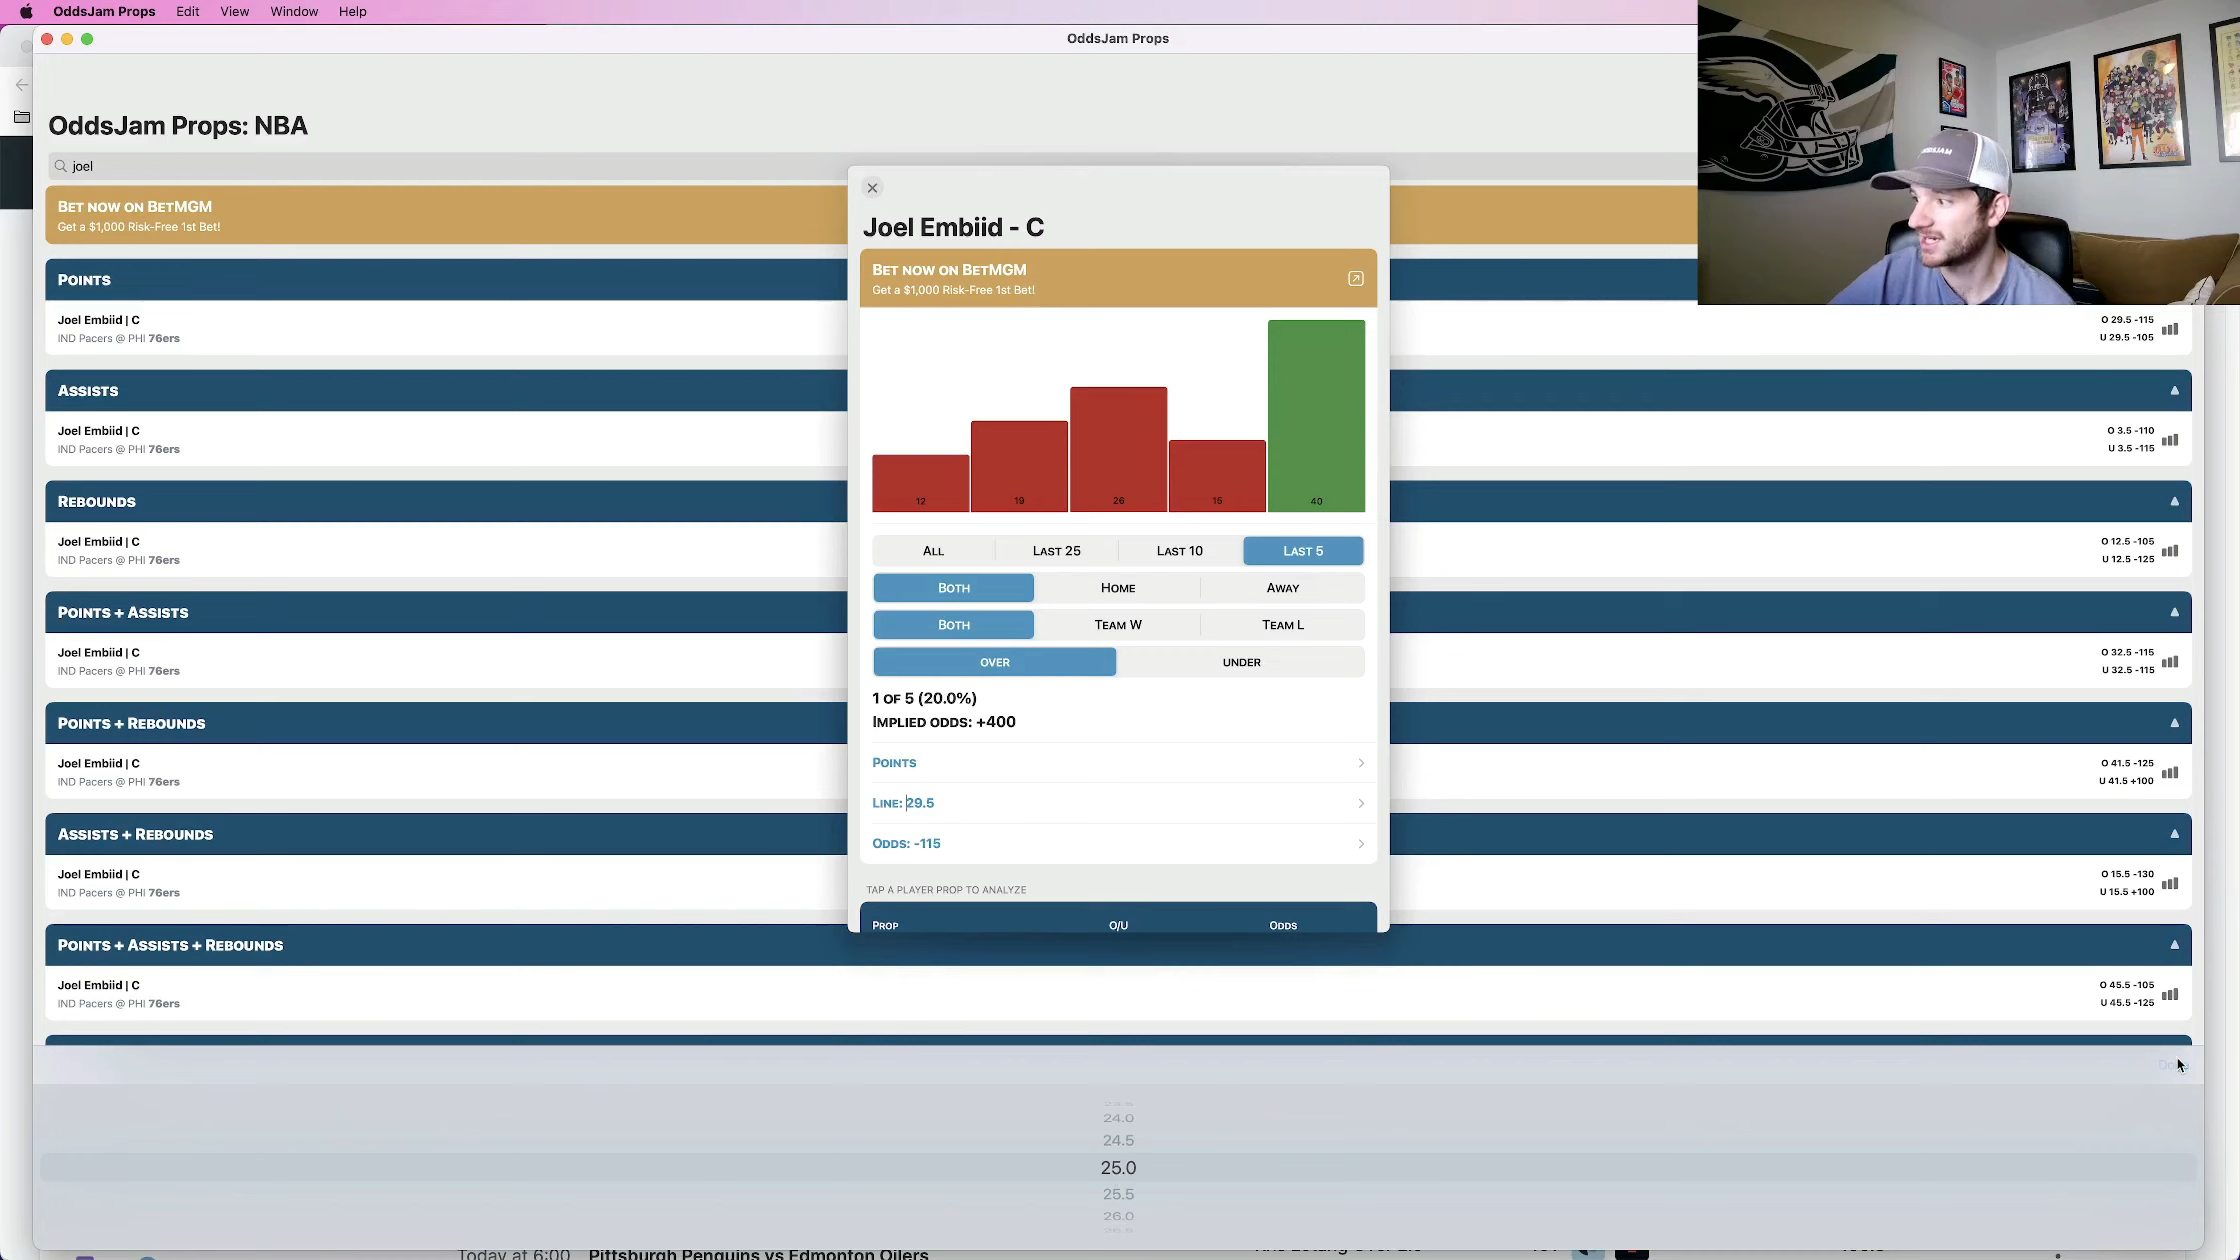 OddsJam Props Edit View Window Help
OddsJam Props
OddsJam Props: NBA
joel
BET NOW ON BETMGM
Get a $1,000 Risk-Free 1st Bet!
POINTS
Joel Embiid | C
IND Pacers @ PHI 76ers
O 29.5 -115
U 29.5 -105
ASSISTS
Joel Embiid | C
IND Pacers @ PHI 76ers
O 3.5 -110
U 3.5 -115
REBOUNDS
Joel Embiid | C
IND Pacers @ PHI 76ers
O 12.5 -105
U 12.5 -125
POINTS + ASSISTS
Joel Embiid | C
IND Pacers @ PHI 76ers
O 32.5 -115
U 32.5 -115
POINTS + REBOUNDS
Joel Embiid | C
IND Pacers @ PHI 76ers
O 41.5 -125
U 41.5 +100
ASSISTS + REBOUNDS
Joel Embiid | C
IND Pacers @ PHI 76ers
O 15.5 -130
U 15.5 +100
POINTS + ASSISTS + REBOUNDS
Joel Embiid | C
IND Pacers @ PHI 76ers
O 45.5 -105
U 45.5 -125
Joel Embiid - C
BET NOW ON BETMGM
Get a $1,000 Risk-Free 1st Bet!
12 19 26 15 40
ALL LAST 25 LAST 10 LAST 5
BOTH HOME AWAY
BOTH TEAM W TEAM L
OVER UNDER
1 OF 5 (20.0%)
IMPLIED ODDS: +400
POINTS
LINE: 29.5
ODDS: -115
TAP A PLAYER PROP TO ANALYZE
PROP O/U ODDS
24.0
24.5
25.0
25.5
26.0
Today at 6:00 Pittsburgh Penguins vs Edmonton Oilers